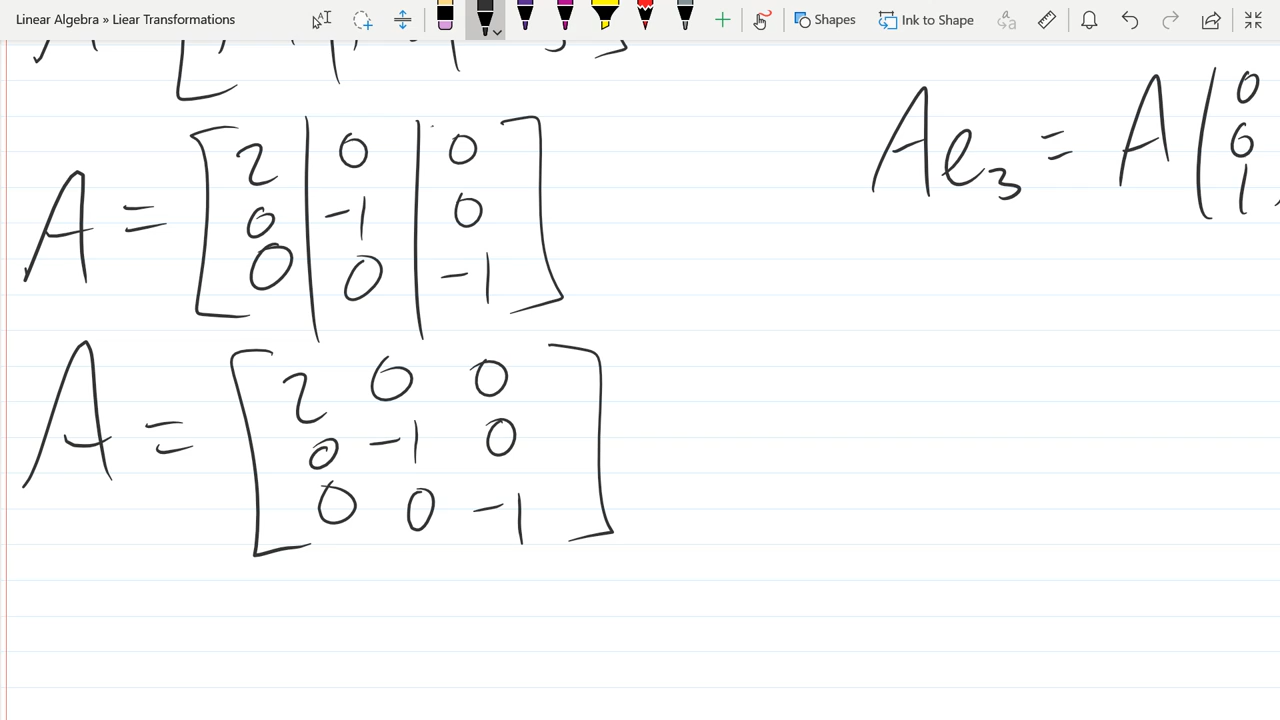 Linear Algebra » Liear Transformations
Shapes
Ink to Shape
A = [ 2 | 0 | 0
0 | -1 | 0
0 | 0 | -1 ]
Ae₃ = A ( 0
0
1
A = [ 2 0 0
0 -1 0
0 0 -1 ]